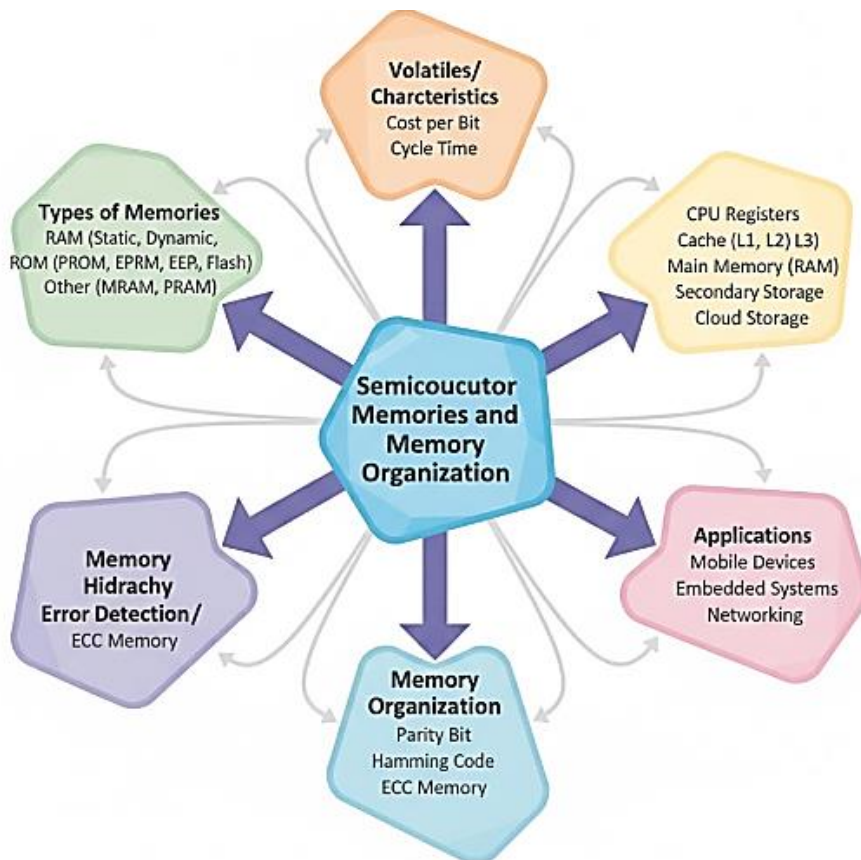 Volatiles/
Charcteristics
Cost per Bit
Cycle Time
Types of Memories
RAM (Static, Dynamic,
ROM (PROM, EPRM, EEP, Flash)
Other (MRAM, PRAM)
CPU Registers
Cache (L1, L2) L3)
Main Memory (RAM)
Secondary Storage
Cloud Storage
Semicoucutor
Memories and
Memory
Organization
Memory
Hidrachy
Error Detection/
ECC Memory
Applications
Mobile Devices
Embedded Systems
Networking
Memory
Organization
Parity Bit
Hamming Code
ECC Memory